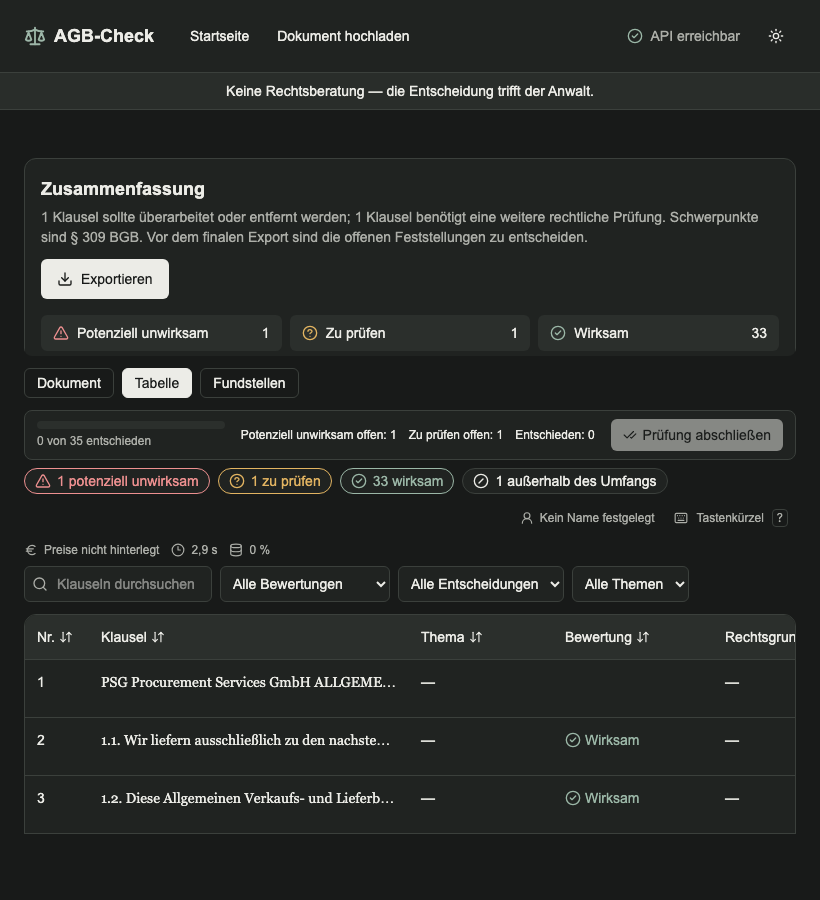 AGB-Check Startseite Dokument hochladen API erreichbar
Keine Rechtsberatung — die Entscheidung trifft der Anwalt.
Zusammenfassung
1 Klausel sollte überarbeitet oder entfernt werden; 1 Klausel benötigt eine weitere rechtliche Prüfung. Schwerpunkte
sind § 309 BGB. Vor dem finalen Export sind die offenen Feststellungen zu entscheiden.
Exportieren
Potenziell unwirksam 1 Zu prüfen 1 Wirksam 33
Dokument Tabelle Fundstellen
0 von 35 entschieden Potenziell unwirksam offen: 1 Zu prüfen offen: 1 Entschieden: 0 Prüfung abschließen
1 potenziell unwirksam 1 zu prüfen 33 wirksam 1 außerhalb des Umfangs
Kein Name festgelegt Tastenkürzel ?
€ Preise nicht hinterlegt 2,9 s 0 %
Klauseln durchsuchen Alle Bewertungen Alle Entscheidungen Alle Themen
Nr. Klausel Thema Bewertung Rechtsgrun
1 PSG Procurement Services GmbH ALLGEME… — —
2 1.1. Wir liefern ausschließlich zu den nachste… — Wirksam —
3 1.2. Diese Allgemeinen Verkaufs- und Lieferb… — Wirksam —